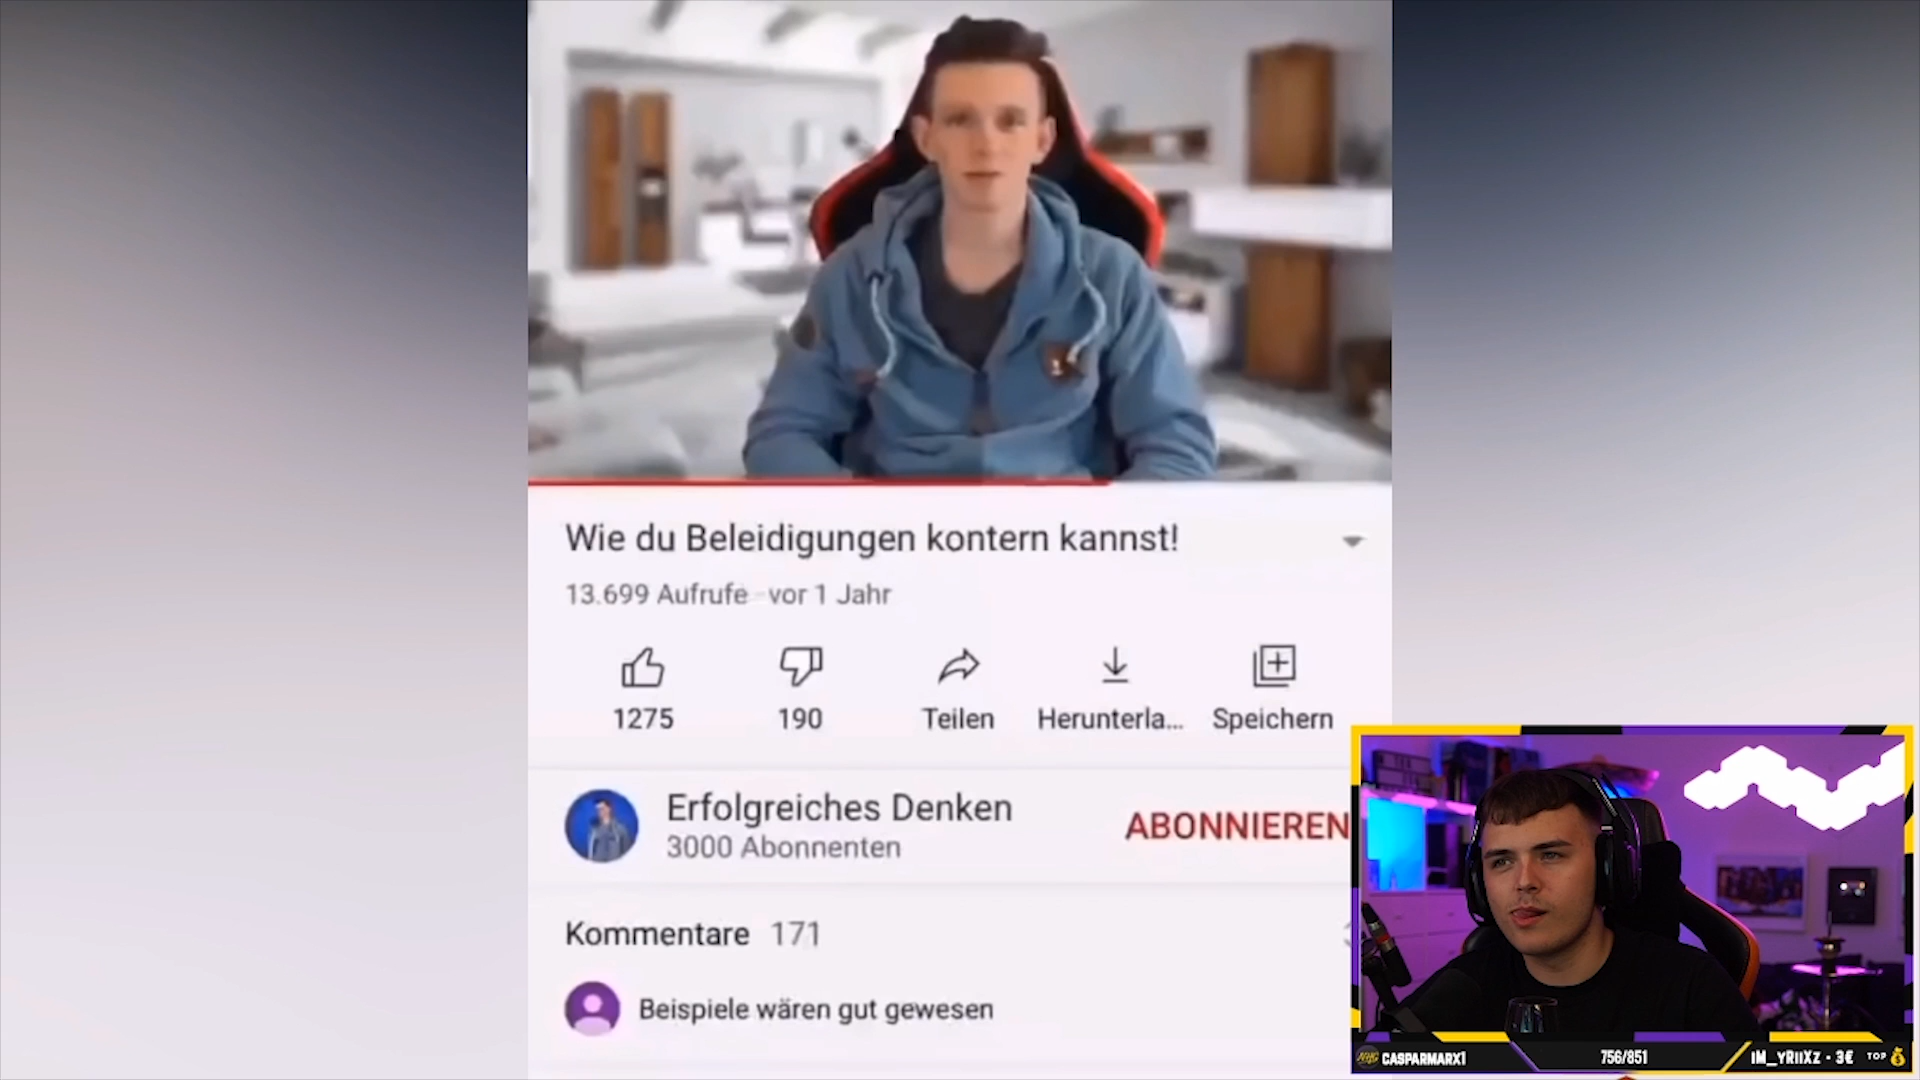 Wie du Beleidigungen kontern kannst!
13.699 Aufrufe · vor 1 Jahr
1275
190
Teilen
Herunterla...
Speichern
Erfolgreiches Denken
3000 Abonnenten
ABONNIEREN
Kommentare 171
Beispiele wären gut gewesen
CASPARMARX1
756/851
iM_YRIIXZ - 3€
TOP